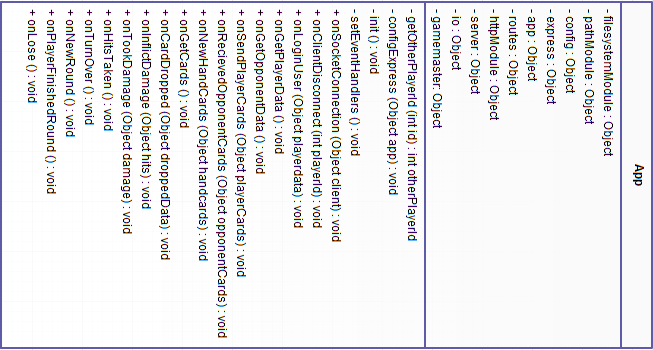 App
- filesystemModule : Object
- pathModule : Object
- config : Object
- express : Object
- app : Object
- routes : Object
- httpModule : Object
- server : Object
- io : Object
- gamemaster: Object
- getOtherPlayerId (int id) : int otherPlayerId
- configExpress (Object app) : void
- init () : void
- setEventHandlers () : void
+ onSocketConnection (Object client) : void
+ onClientDisconnect (int playerId) : void
+ onLoginUser (Object playerdata) : void
+ onGetPlayerData () : void
+ onGetOpponentData () : void
+ onSendPlayerCards (Object playerCards) : void
+ onRecievedOpponentCards (Object opponentCards) : void
+ onNewHandCards (Object handcards) : void
+ onGetCards () : void
+ onCardDropped (Object droppedData) : void
+ onInflictDamage (Object hits) : void
+ onTookDamage (Object damage) : void
+ onHitsTaken () : void
+ onTurnOver () : void
+ onNewRound () : void
+ onPlayerFinishedRound () : void
+ onLose () : void